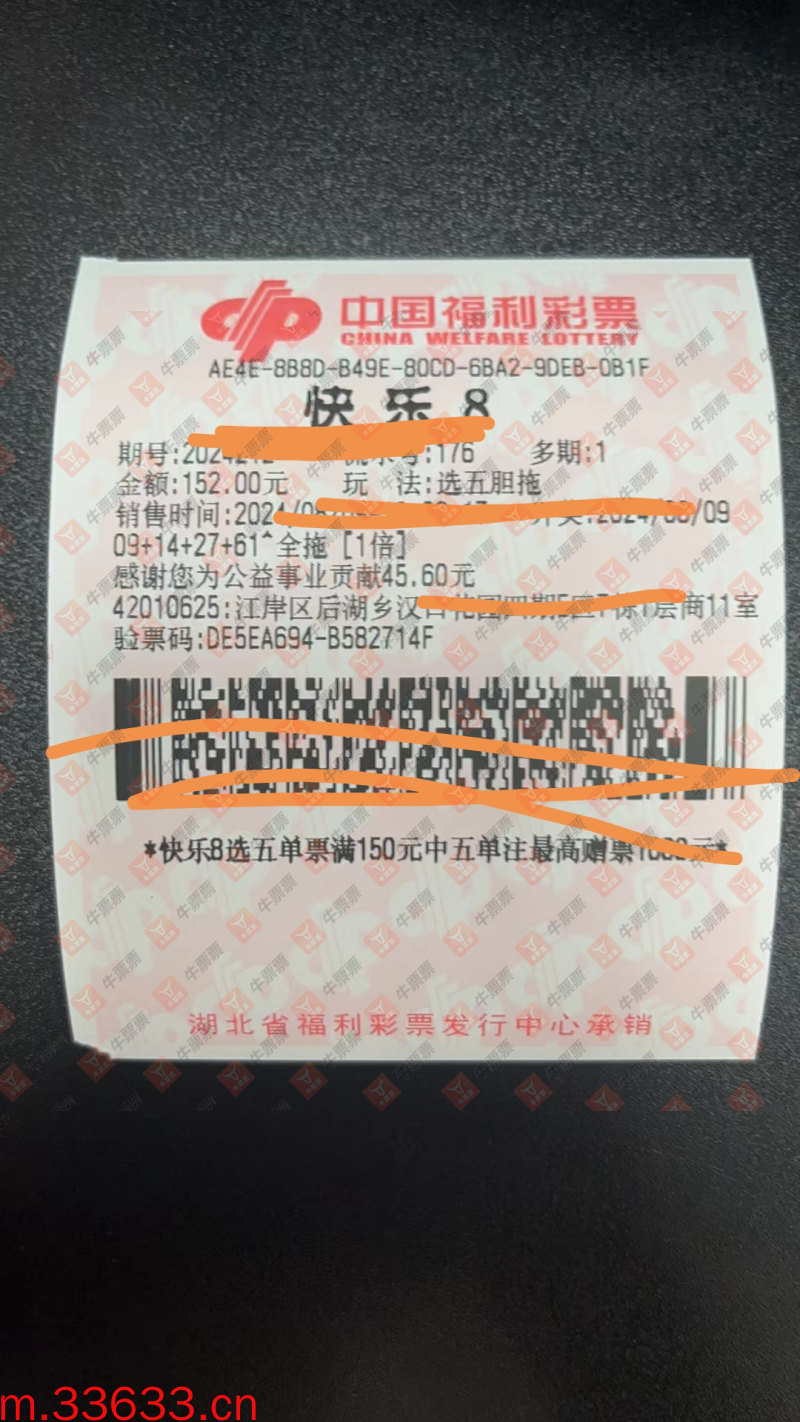 中国福利彩票
CHINA WELFARE LOTTERY
AE4E-8B8D-B49E-80CD-6BA2-9DEB-0B1F
快乐8
期号: :176 多期:1
金额:152.00元 玩 法:选五胆拖
销售时间:2024/
09+14+27+61^全拖 [1倍]
感谢您为公益事业贡献45.60元
42010625:江岸区后湖乡汉 层商11室
验票码:DE5EA694-B582714F
*快乐8选五单票满150元中五单注最高赠票
湖北省福利彩票发行中心承销
牛票票
m.33633.cn